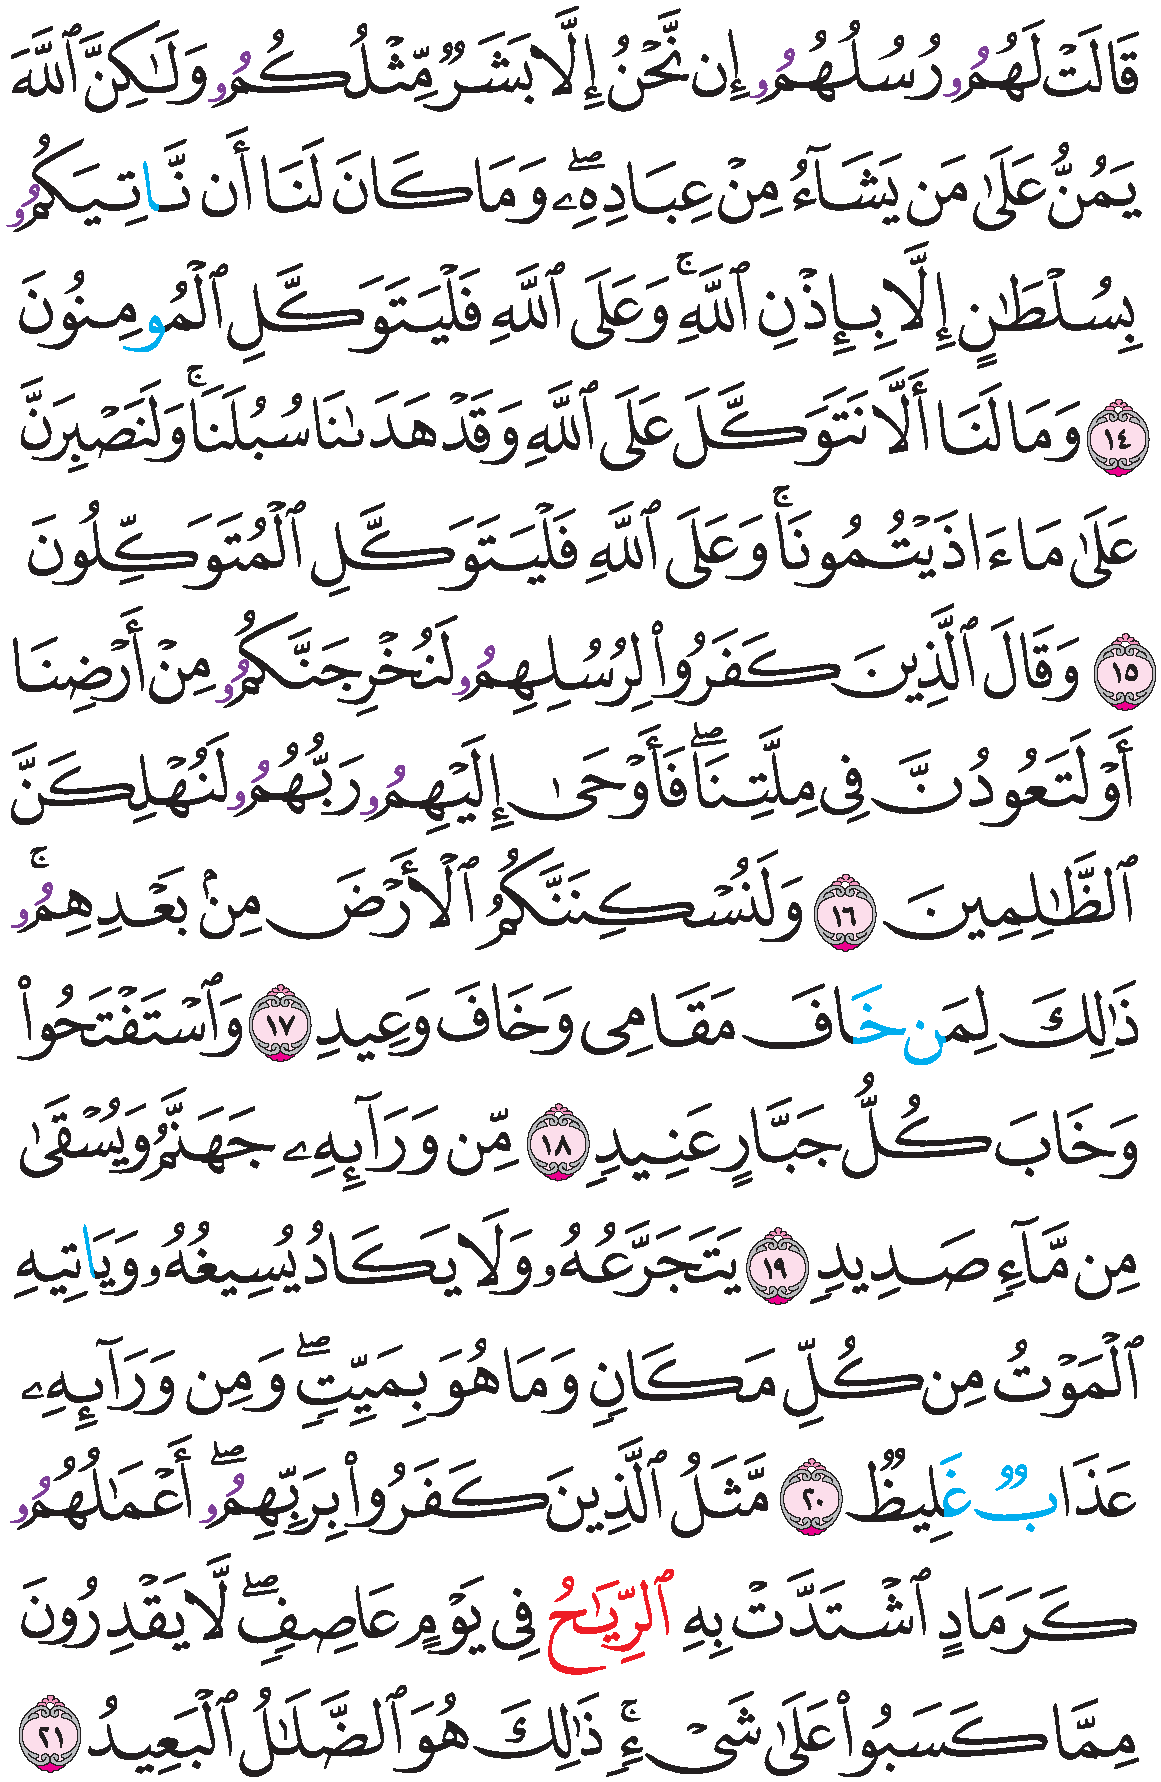 قَالَتْ لَهُمُۥ رُسُلُهُمُۥ إِن نَّحْنُ إِلَّا بَشَرٌ مِّثْلُكُمُۥ وَلَٰكِنَّ ٱللَّهَ
يَمُنُّ عَلَىٰ مَن يَشَآءُ مِنْ عِبَادِهِۦۖ وَمَا كَانَ لَنَا أَن نَّاتِيَكُمُۥ
بِسُلْطَٰنٍ إِلَّا بِإِذْنِ ٱللَّهِۚ وَعَلَى ٱللَّهِ فَلْيَتَوَكَّلِ ٱلْمُومِنُونَ
١٤ وَمَا لَنَا أَلَّا نَتَوَكَّلَ عَلَى ٱللَّهِ وَقَدْ هَدَىٰنَا سُبُلَنَاۚ وَلَنَصْبِرَنَّ
عَلَىٰ مَا ءَاذَيْتُمُونَاۚ وَعَلَى ٱللَّهِ فَلْيَتَوَكَّلِ ٱلْمُتَوَكِّلُونَ
١٥ وَقَالَ ٱلَّذِينَ كَفَرُوا۟ لِرُسُلِهِمُۥ لَنُخْرِجَنَّكُمُۥ مِنْ أَرْضِنَا
أَوْ لَتَعُودُنَّ فِى مِلَّتِنَاۖ فَأَوْحَىٰ إِلَيْهِمُۥ رَبُّهُمُۥ لَنُهْلِكَنَّ
ٱلظَّٰلِمِينَ ١٦ وَلَنُسْكِنَنَّكُمُ ٱلْأَرْضَ مِنۢ بَعْدِهِمُۥۚ
ذَٰلِكَ لِمَن خَافَ مَقَامِى وَخَافَ وَعِيدِ ١٧ وَٱسْتَفْتَحُوا۟
وَخَابَ كُلُّ جَبَّارٍ عَنِيدٍ ١٨ مِّن وَرَآئِهِۦ جَهَنَّمُ وَيُسْقَىٰ
مِن مَّآءٍ صَدِيدٍ ١٩ يَتَجَرَّعُهُۥ وَلَا يَكَادُ يُسِيغُهُۥ وَيَاتِيهِ
ٱلْمَوْتُ مِن كُلِّ مَكَانٍ وَمَا هُوَ بِمَيِّتٍۖ وَمِن وَرَآئِهِۦ
عَذَابٌ غَلِيظٌ ٢٠ مَّثَلُ ٱلَّذِينَ كَفَرُوا۟ بِرَبِّهِمُۥۖ أَعْمَٰلُهُمُۥ
كَرَمَادٍ ٱشْتَدَّتْ بِهِ ٱلرِّيَٰحُ فِى يَوْمٍ عَاصِفٍۖ لَّا يَقْدِرُونَ
مِمَّا كَسَبُوا۟ عَلَىٰ شَىْءٍۚ ذَٰلِكَ هُوَ ٱلضَّلَٰلُ ٱلْبَعِيدُ ٢١